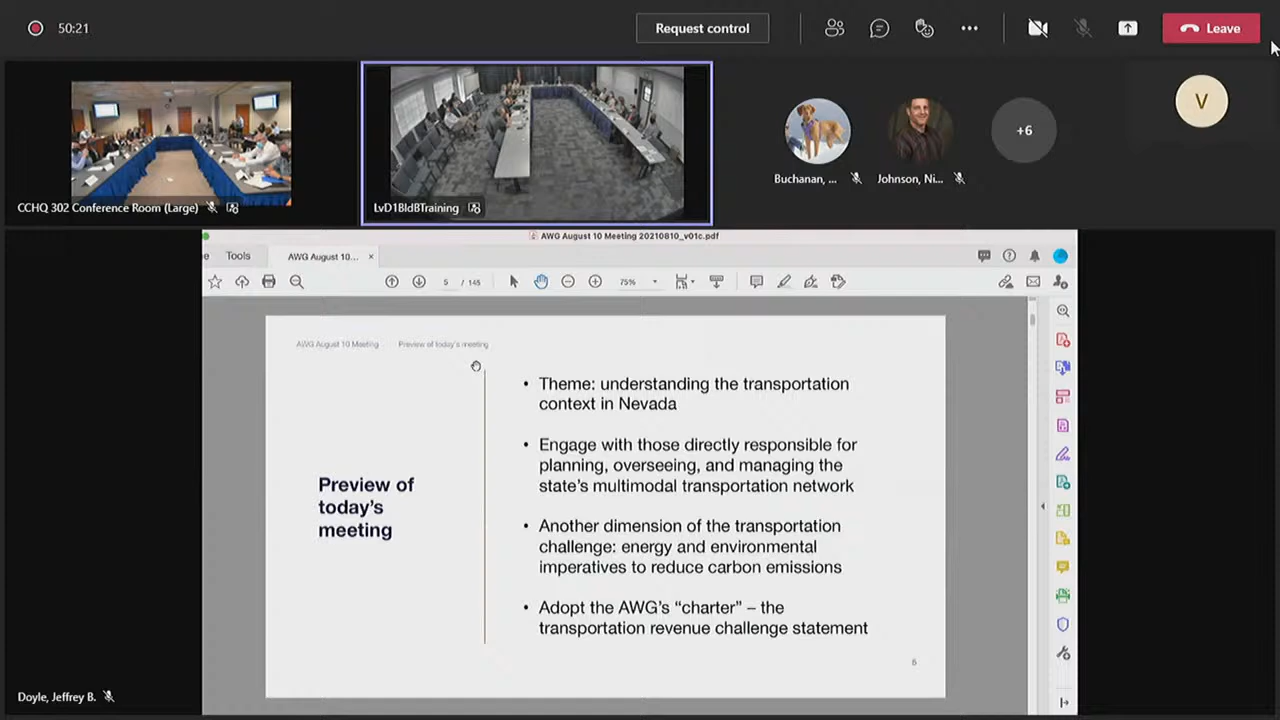 50:21
Request control
Leave
CCHQ 302 Conference Room (Large)
LvD1BldBTraining
Buchanan, ...
Johnson, Ni...
+6
V
AWG August 10 Meeting 20210810_v01c.pdf
e
Tools
AWG August 10...
5 / 145
75%
AWG August 10 Meeting
Preview of today's meeting
Preview of
today's
meeting
• Theme: understanding the transportation
context in Nevada
• Engage with those directly responsible for
planning, overseeing, and managing the
state's multimodal transportation network
• Another dimension of the transportation
challenge: energy and environmental
imperatives to reduce carbon emissions
• Adopt the AWG's “charter” – the
transportation revenue challenge statement
Doyle, Jeffrey B.